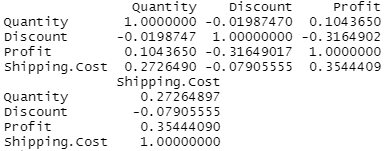 Quantity Discount Profit
Quantity 1.0000000 -0.01987470 0.1043650
Discount -0.0198747 1.00000000 -0.3164902
Profit 0.1043650 -0.31649017 1.0000000
Shipping.Cost 0.2726490 -0.07905555 0.3544409
Shipping.Cost
Quantity 0.27264897
Discount -0.07905555
Profit 0.35444090
Shipping.Cost 1.00000000